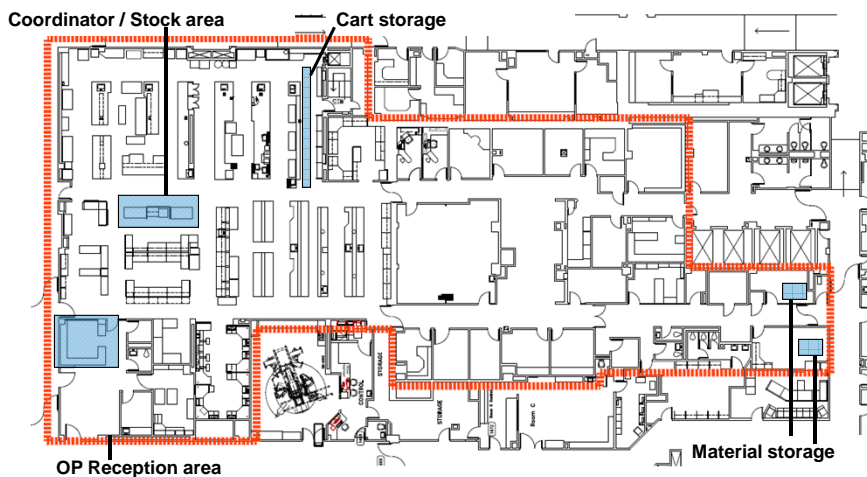 Coordinator / Stock area
Cart storage
STORAGE
CONTROL
STORAGE
Room C
Material storage
OP Reception area